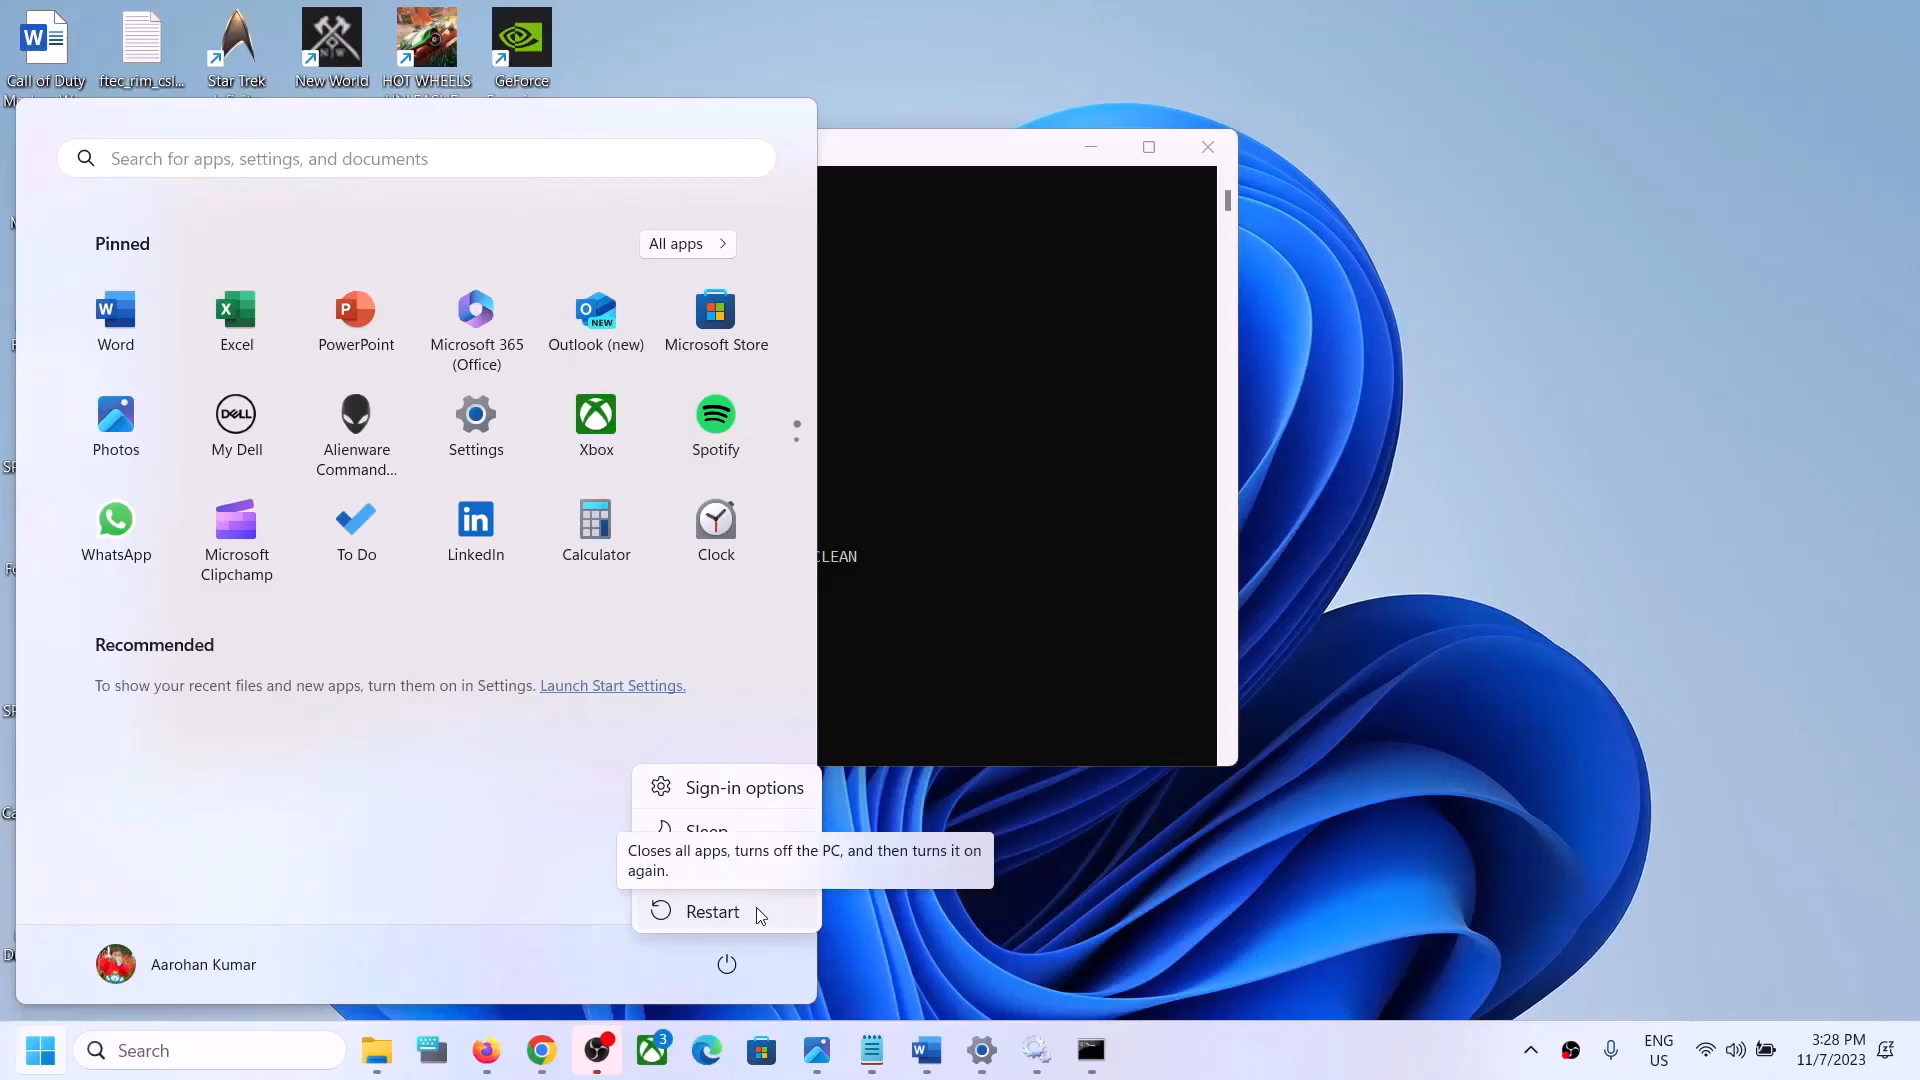 Call of Duty
ftec_rim_csl...
Star Trek
New World
HOT WHEELS
GeForce
Search for apps, settings, and documents
Pinned
All apps
Word
Excel
PowerPoint
Microsoft 365
(Office)
Outlook (new)
Microsoft Store
Photos
My Dell
Alienware
Command...
Settings
Xbox
Spotify
WhatsApp
Microsoft
Clipchamp
To Do
LinkedIn
Calculator
Clock
CLEAN
Recommended
To show your recent files and new apps, turn them on in Settings. Launch Start Settings.
Sign-in options
Sleep
Closes all apps, turns off the PC, and then turns it on
again.
Restart
Aarohan Kumar
Search
3
ENG
US
3:28 PM
11/7/2023